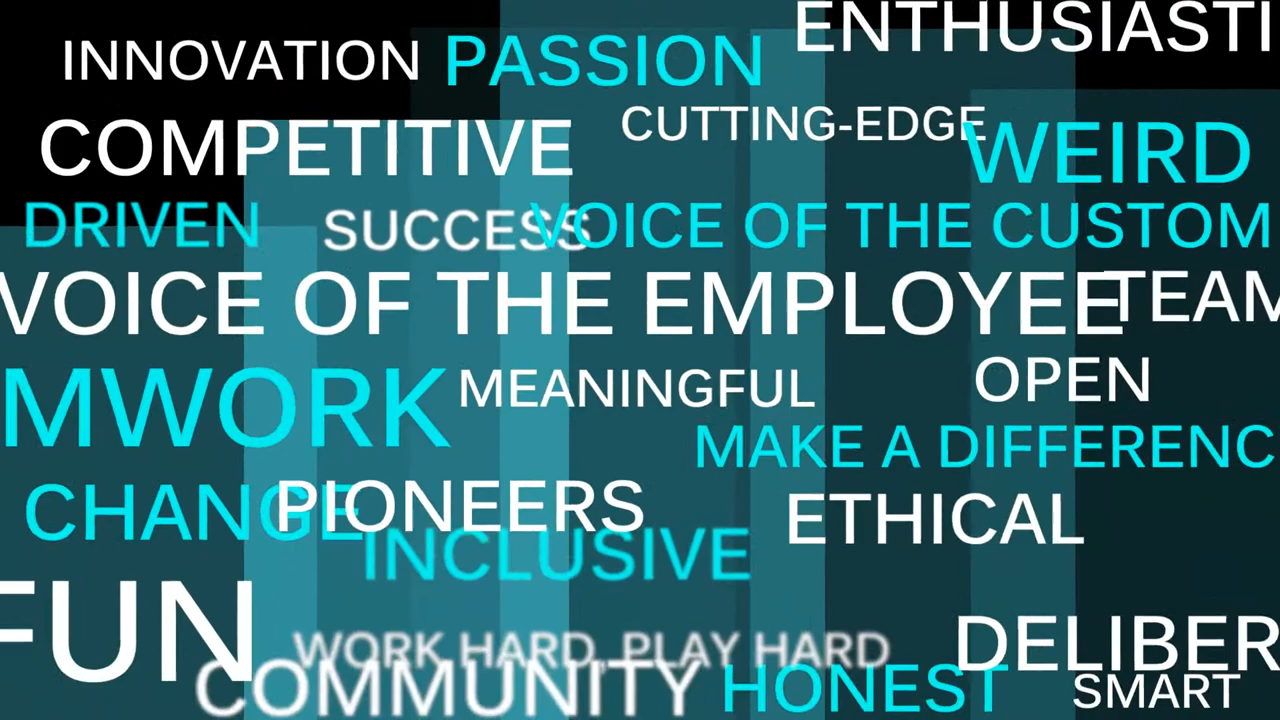 ENTHUSIASTI
INNOVATION PASSION
CUTTING-EDGE
COMPETITIVE WEIRD
DRIVEN SUCCESS VOICE OF THE CUSTOM
VOICE OF THE EMPLOYEE TEAM
MWORK MEANINGFUL OPEN
MAKE A DIFFERENC
CHANGE PIONEERS ETHICAL
INCLUSIVE
FUN WORK HARD, PLAY HARD DELIBER
COMMUNITY HONEST SMART